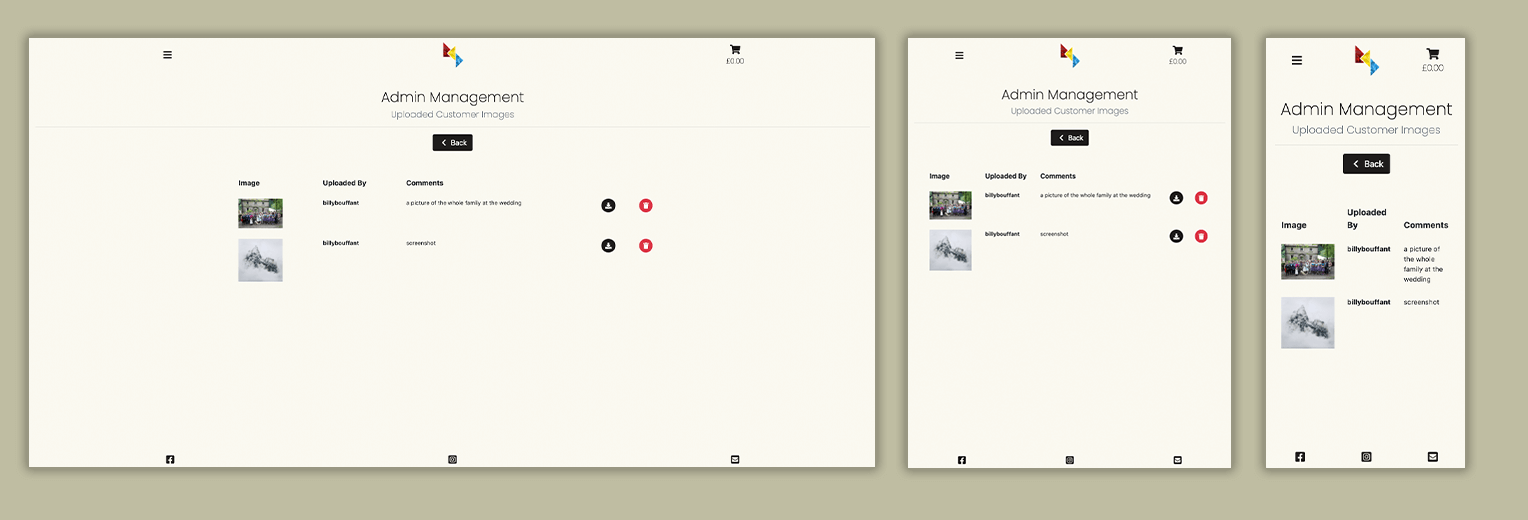 £0.00
Admin Management
Uploaded Customer Images
Back
Image Uploaded By Comments
billybouffant a picture of the whole family at the wedding
billybouffant screenshot
£0.00
Admin Management
Uploaded Customer Images
Back
Image Uploaded By Comments
billybouffant a picture of the whole family at the wedding
billybouffant screenshot
£0.00
Admin Management
Uploaded Customer Images
Back
Uploaded
Image By Comments
billybouffant a picture of
the whole
family at the
wedding
billybouffant screenshot